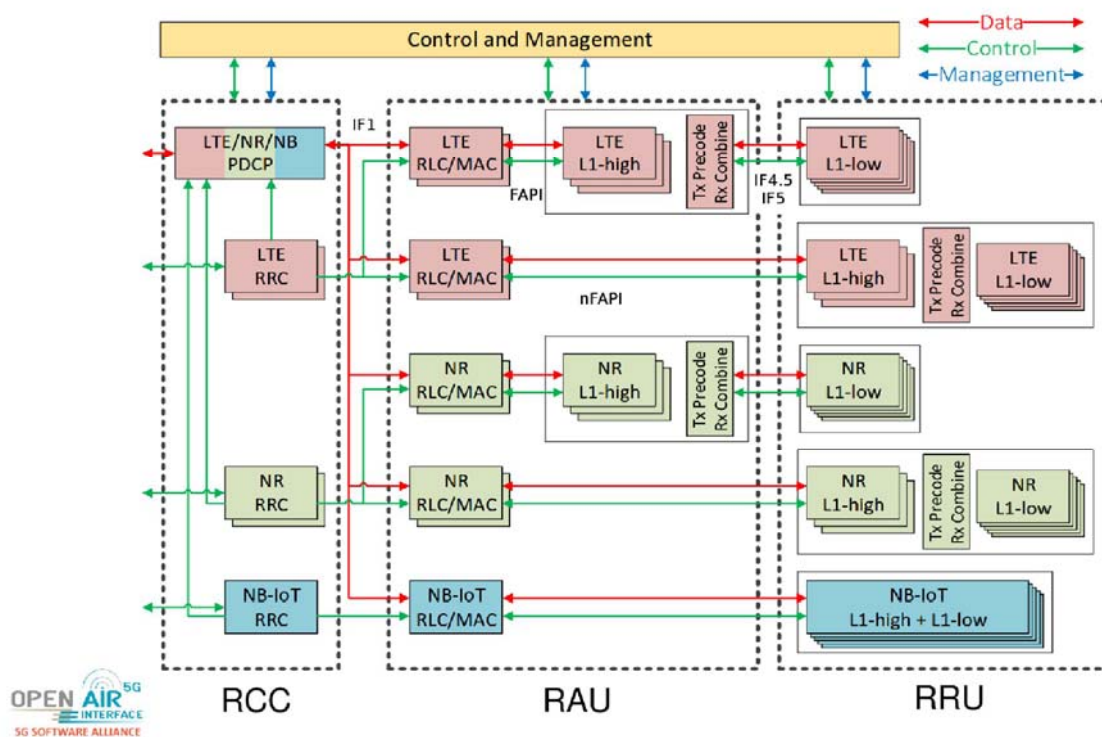 Control and Management
Data
Control
Management
LTE/NR/NB
PDCP
IF1
LTE
RLC/MAC
FAPI
LTE
L1-high
Tx Precode
Rx Combine
IF4.5
IF5
LTE
L1-low
LTE
RRC
LTE
RLC/MAC
nFAPI
LTE
L1-high
Tx Precode
Rx Combine
LTE
L1-low
NR
RLC/MAC
NR
L1-high
Tx Precode
Rx Combine
NR
L1-low
NR
RRC
NR
RLC/MAC
NR
L1-high
Tx Precode
Rx Combine
NR
L1-low
NB-IoT
RRC
NB-IoT
RLC/MAC
NB-IoT
L1-high + L1-low
RCC
RAU
RRU
OPEN AIR 5G
INTERFACE
5G SOFTWARE ALLIANCE